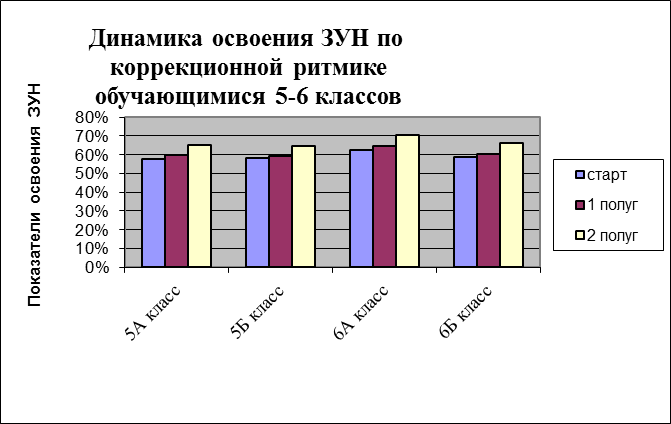 Динамика освоения ЗУН по
коррекционной ритмике
обучающимися 5-6 классов
Показатели освоения ЗУН
80%
70%
60%
50%
40%
30%
20%
10%
0%
5А класс
5Б класс
6А класс
6Б класс
старт
1 полуг
2 полуг